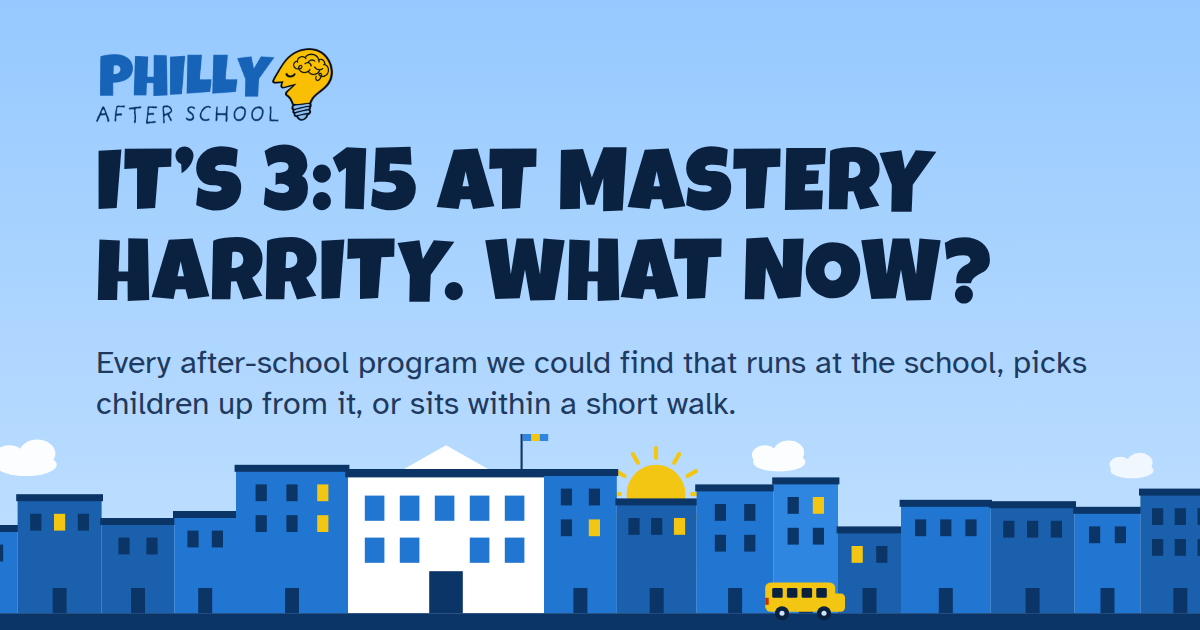 PHILLY
AFTER SCHOOL
IT’S 3:15 AT MASTERY
HARRITY. WHAT NOW?
Every after-school program we could find that runs at the school, picks
children up from it, or sits within a short walk.